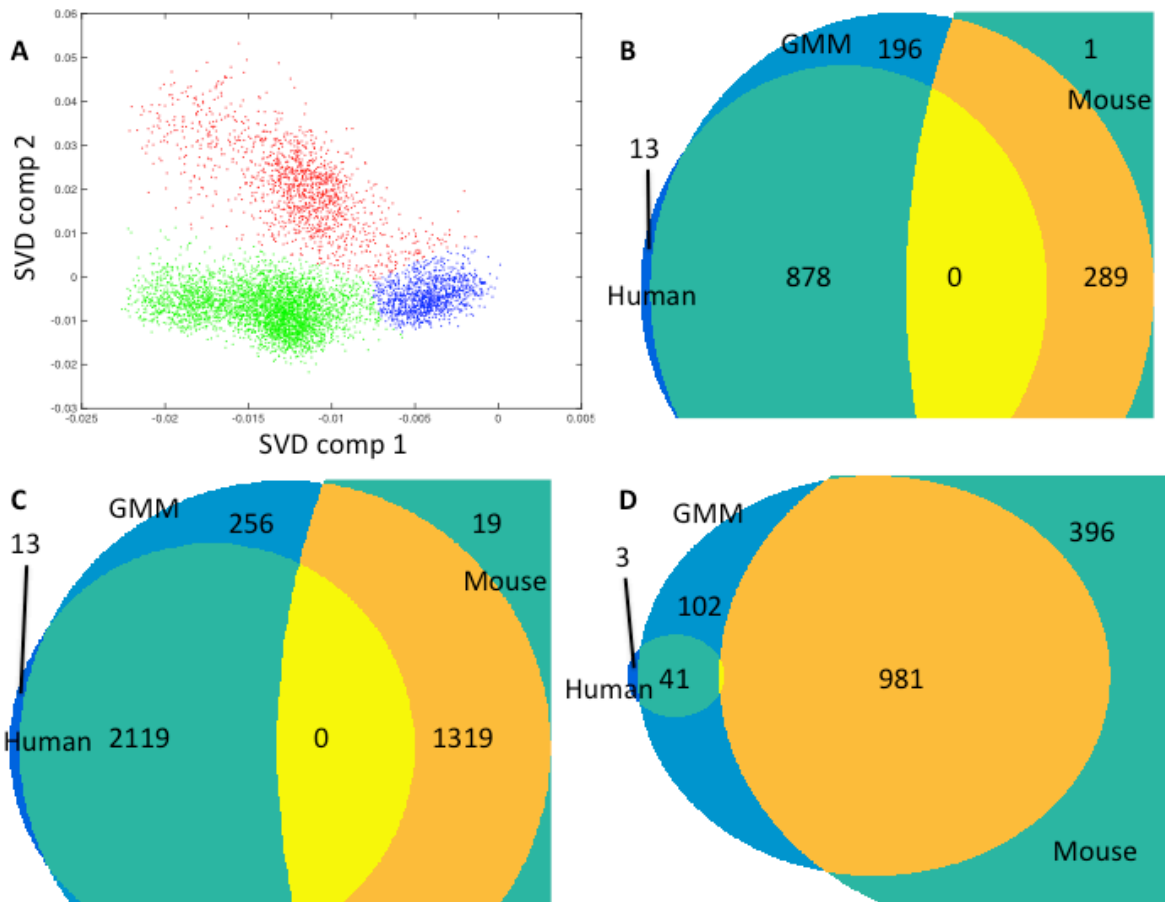 A
0.06
0.05
0.04
0.03
0.02
0.01
0
-0.01
-0.02
-0.03
SVD comp 2
-0.025
-0.02
-0.015
-0.01
-0.005
0
0.005
SVD comp 1
B
GMM
196
1
Mouse
13
Human
878
0
289
C
GMM
256
19
13
Mouse
Human
2119
0
1319
D
GMM
396
3
102
Human
41
981
Mouse